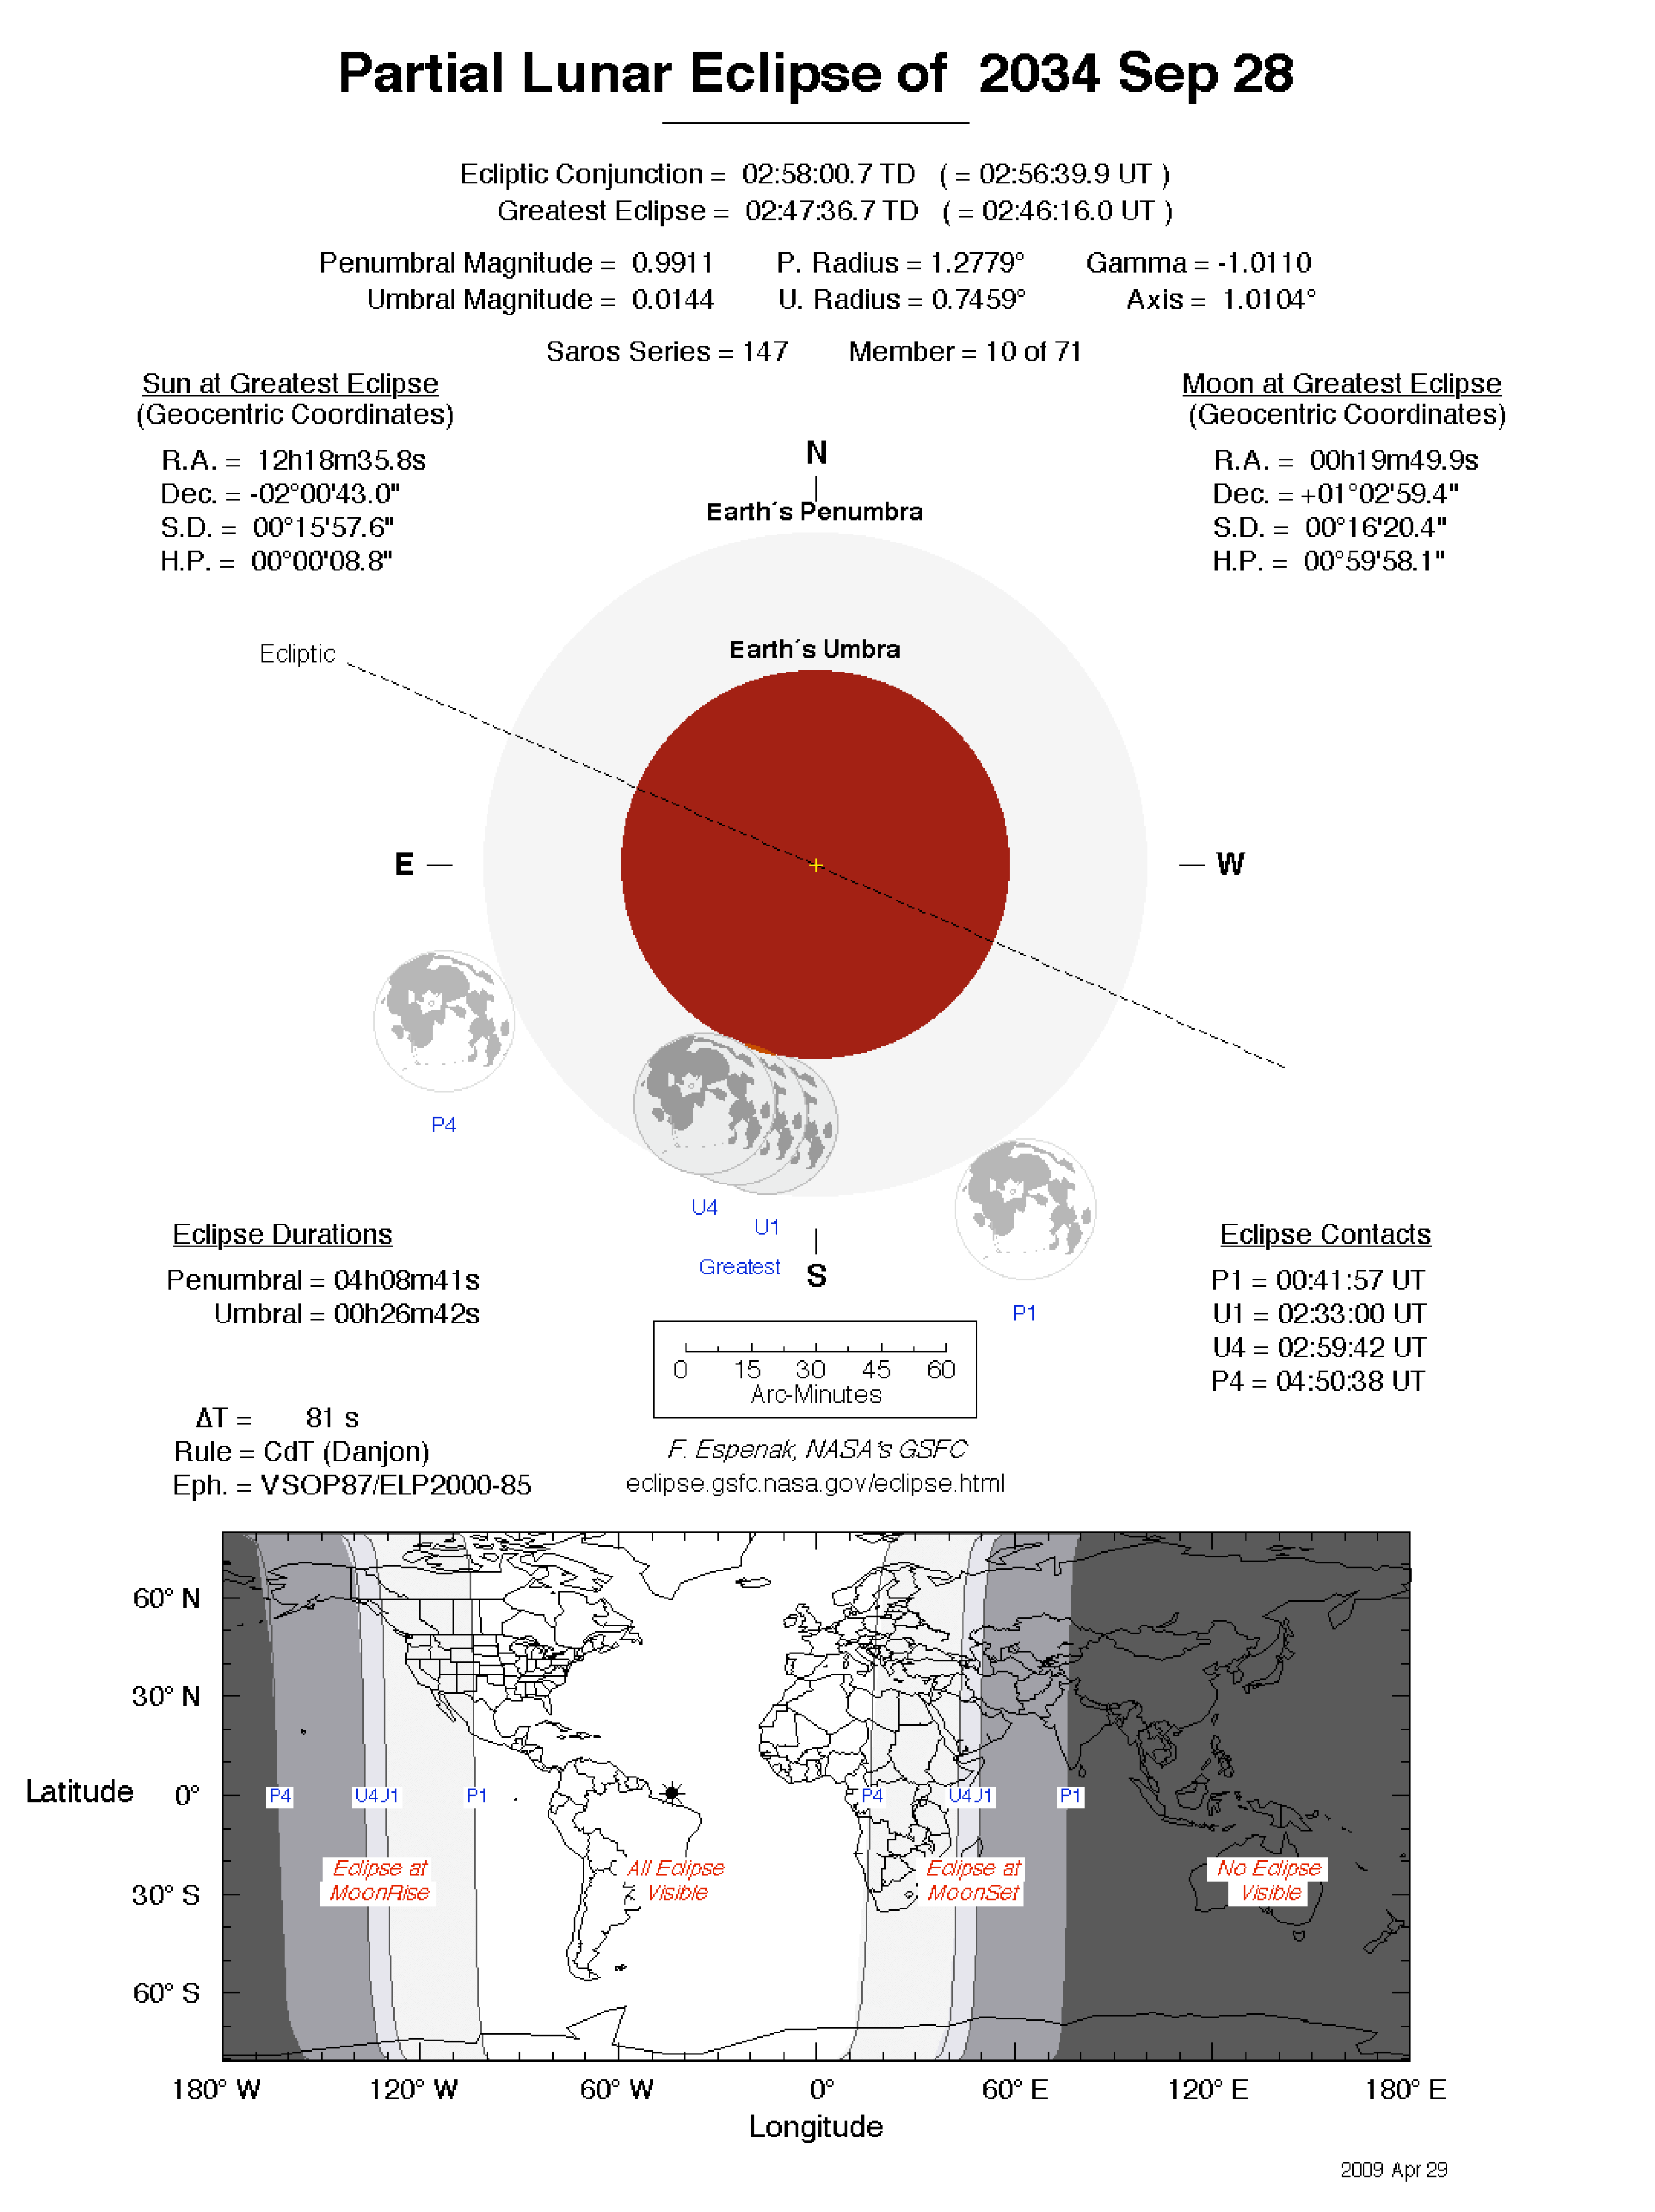 Partial Lunar Eclipse of 2034 Sep 28
Ecliptic Conjunction = 02:58:00.7 TD ( = 02:56:39.9 UT )
Greatest Eclipse = 02:47:36.7 TD ( = 02:46:16.0 UT )
Penumbral Magnitude = 0.9911 P. Radius = 1.2779° Gamma = -1.0110
Umbral Magnitude = 0.0144 U. Radius = 0.7459° Axis = 1.0104°
Saros Series = 147 Member = 10 of 71
Sun at Greatest Eclipse
(Geocentric Coordinates)
R.A. = 12h18m35.8s
Dec. = -02°00'43.0"
S.D. = 00°15'57.6"
H.P. = 00°00'08.8"
Moon at Greatest Eclipse
(Geocentric Coordinates)
R.A. = 00h19m49.9s
Dec. = +01°02'59.4"
S.D. = 00°16'20.4"
H.P. = 00°59'58.1"
N
Earth´s Penumbra
Ecliptic
Earth´s Umbra
E
W
P4
U4
U1
Greatest
S
P1
Eclipse Durations
Penumbral = 04h08m41s
Umbral = 00h26m42s
Eclipse Contacts
P1 = 00:41:57 UT
U1 = 02:33:00 UT
U4 = 02:59:42 UT
P4 = 04:50:38 UT
0 15 30 45 60
Arc-Minutes
ΔT = 81 s
Rule = CdT (Danjon)
Eph. = VSOP87/ELP2000-85
F. Espenak, NASA's GSFC
eclipse.gsfc.nasa.gov/eclipse.html
60° N
30° N
Latitude 0°
30° S
60° S
P4 U4 U1 P1 P4 U4 U1 P1
Eclipse at
MoonRise
All Eclipse
Visible
Eclipse at
MoonSet
No Eclipse
Visible
180° W 120° W 60° W 0° 60° E 120° E 180° E
Longitude
2009 Apr 29